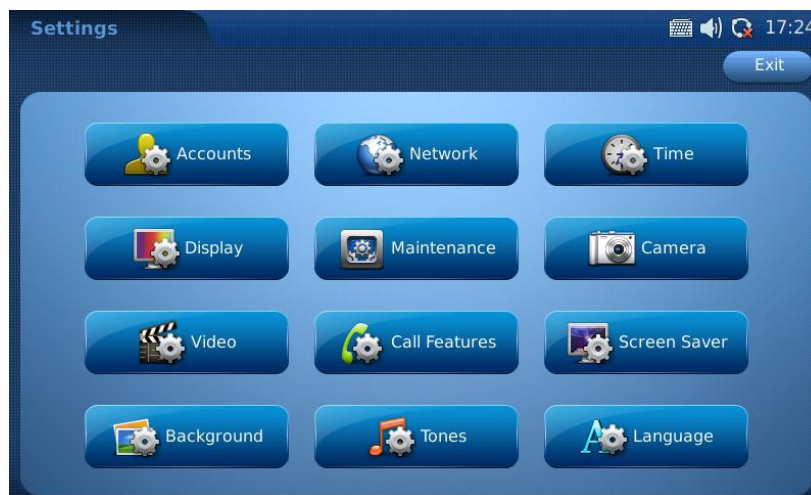 Settings 17:24
Exit
Accounts Network Time
Display Maintenance Camera
Video Call Features Screen Saver
Background Tones Language